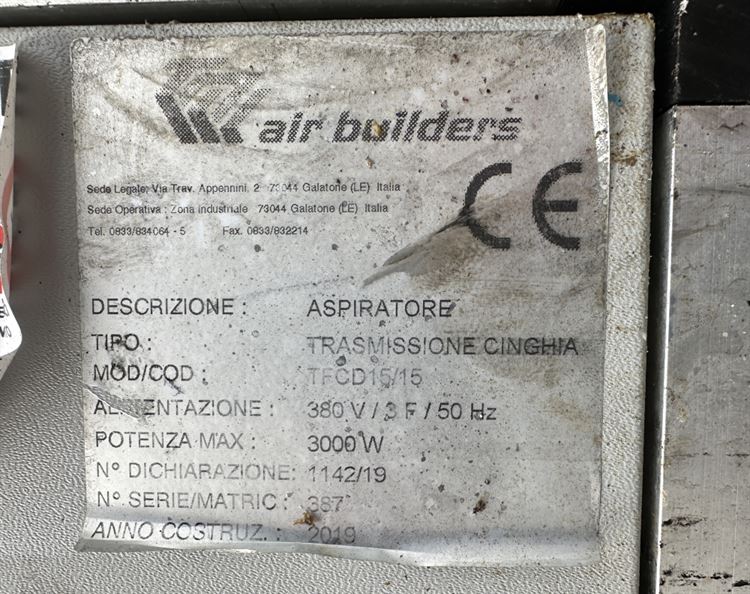 air builders
Sede Legale: Via Trav. Appennini, 2 73044 Galatone (LE) Italia
Sede Operativa : Zona Industriale 73044 Galatone (LE) Italia
Tel. 0833/834064 - 5 Fax. 0833/832214
CE
DESCRIZIONE : ASPIRATORE
TIPO : TRASMISSIONE CINGHIA
MOD/COD : TFCD15/15
ALIMENTAZIONE : 380 V / 3 F / 50 Hz
POTENZA MAX : 3000 W
N° DICHIARAZIONE: 1142/19
N° SERIE/MATRIC : 387
ANNO COSTRUZ. : 2019